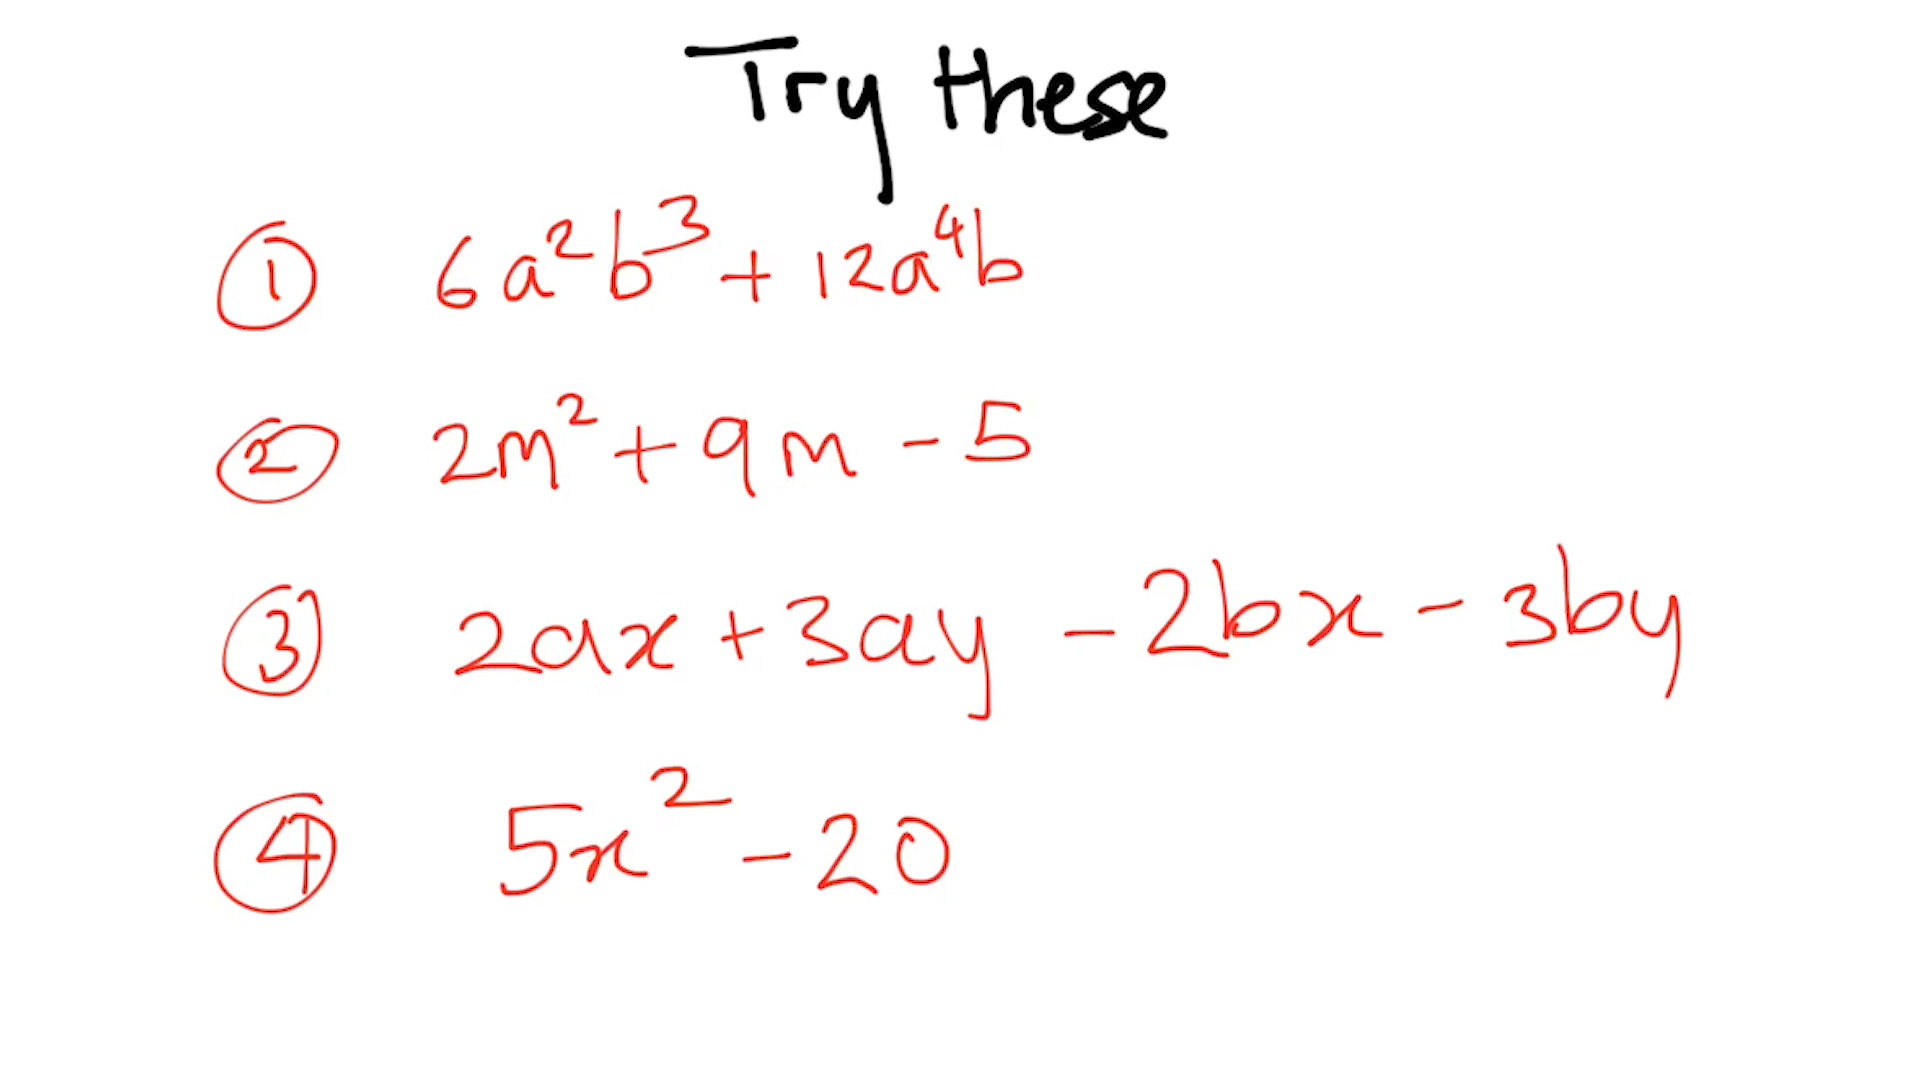 Try these
① 6a²b³ + 12a⁴b
② 2m² + 9m - 5
③ 2ax + 3ay - 2bx - 3by
④ 5x² - 20